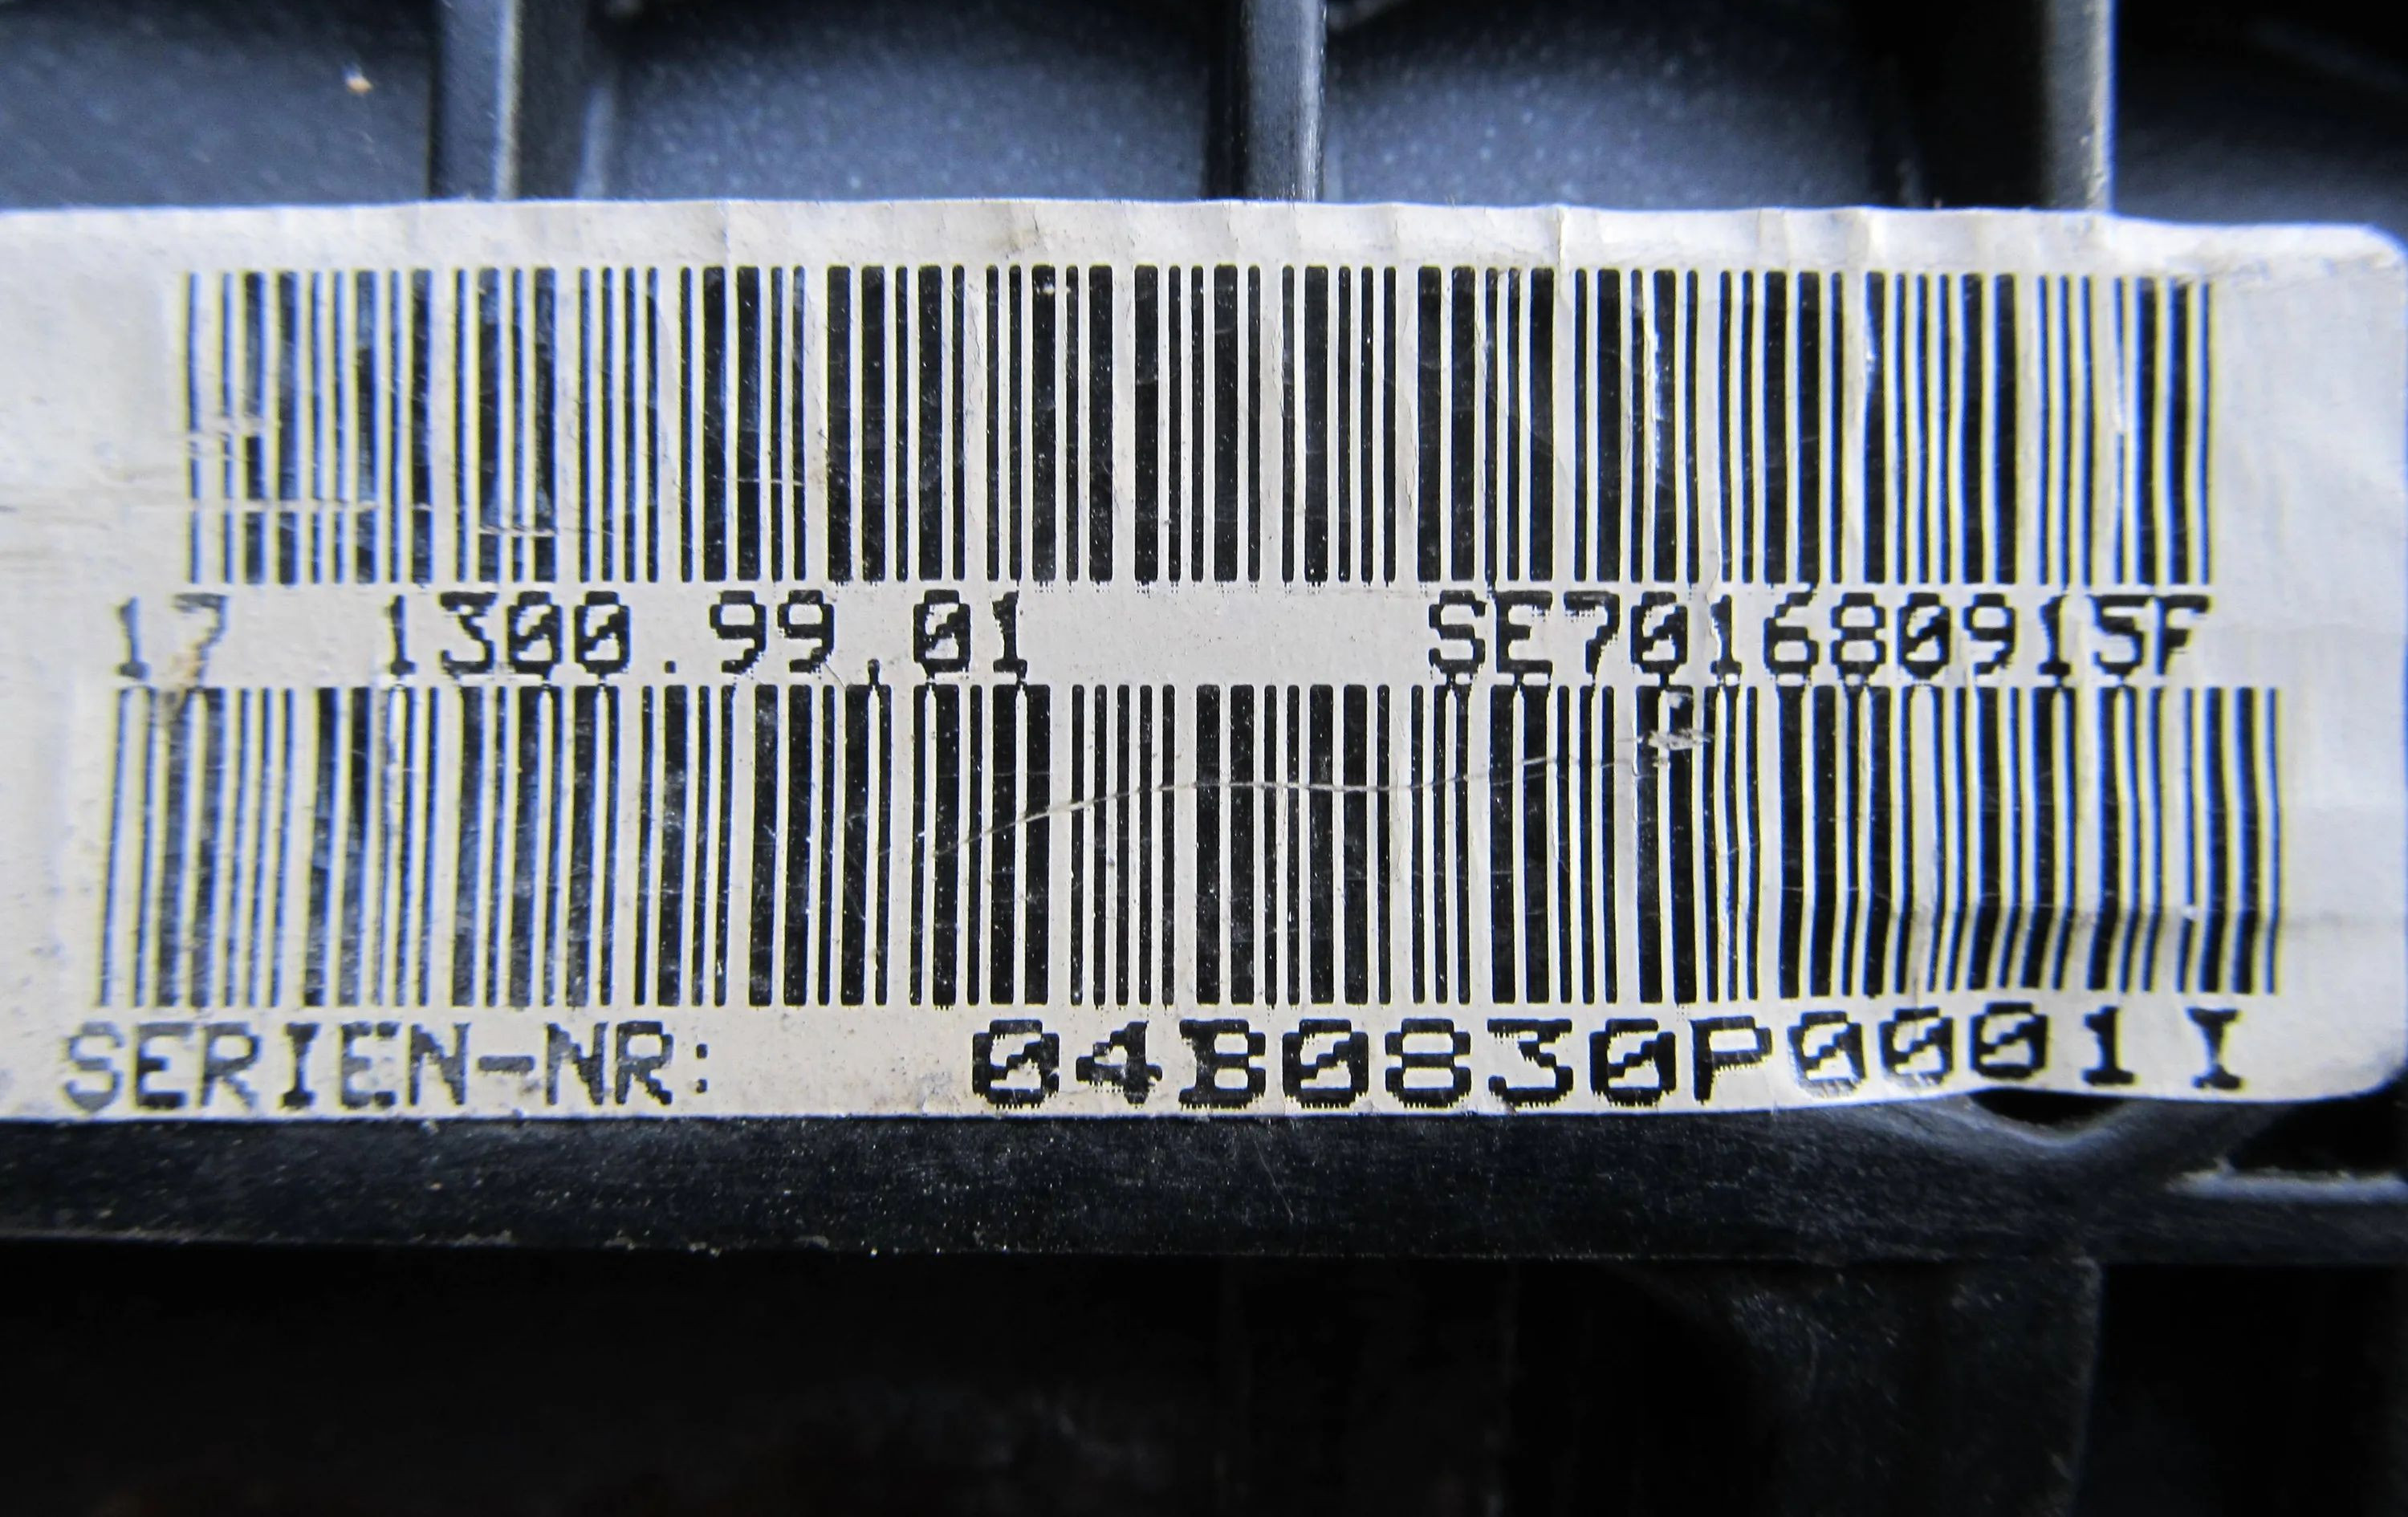 17 1300.99.01 SE701680915F
SERIEN-NR: 04B0830P0001I